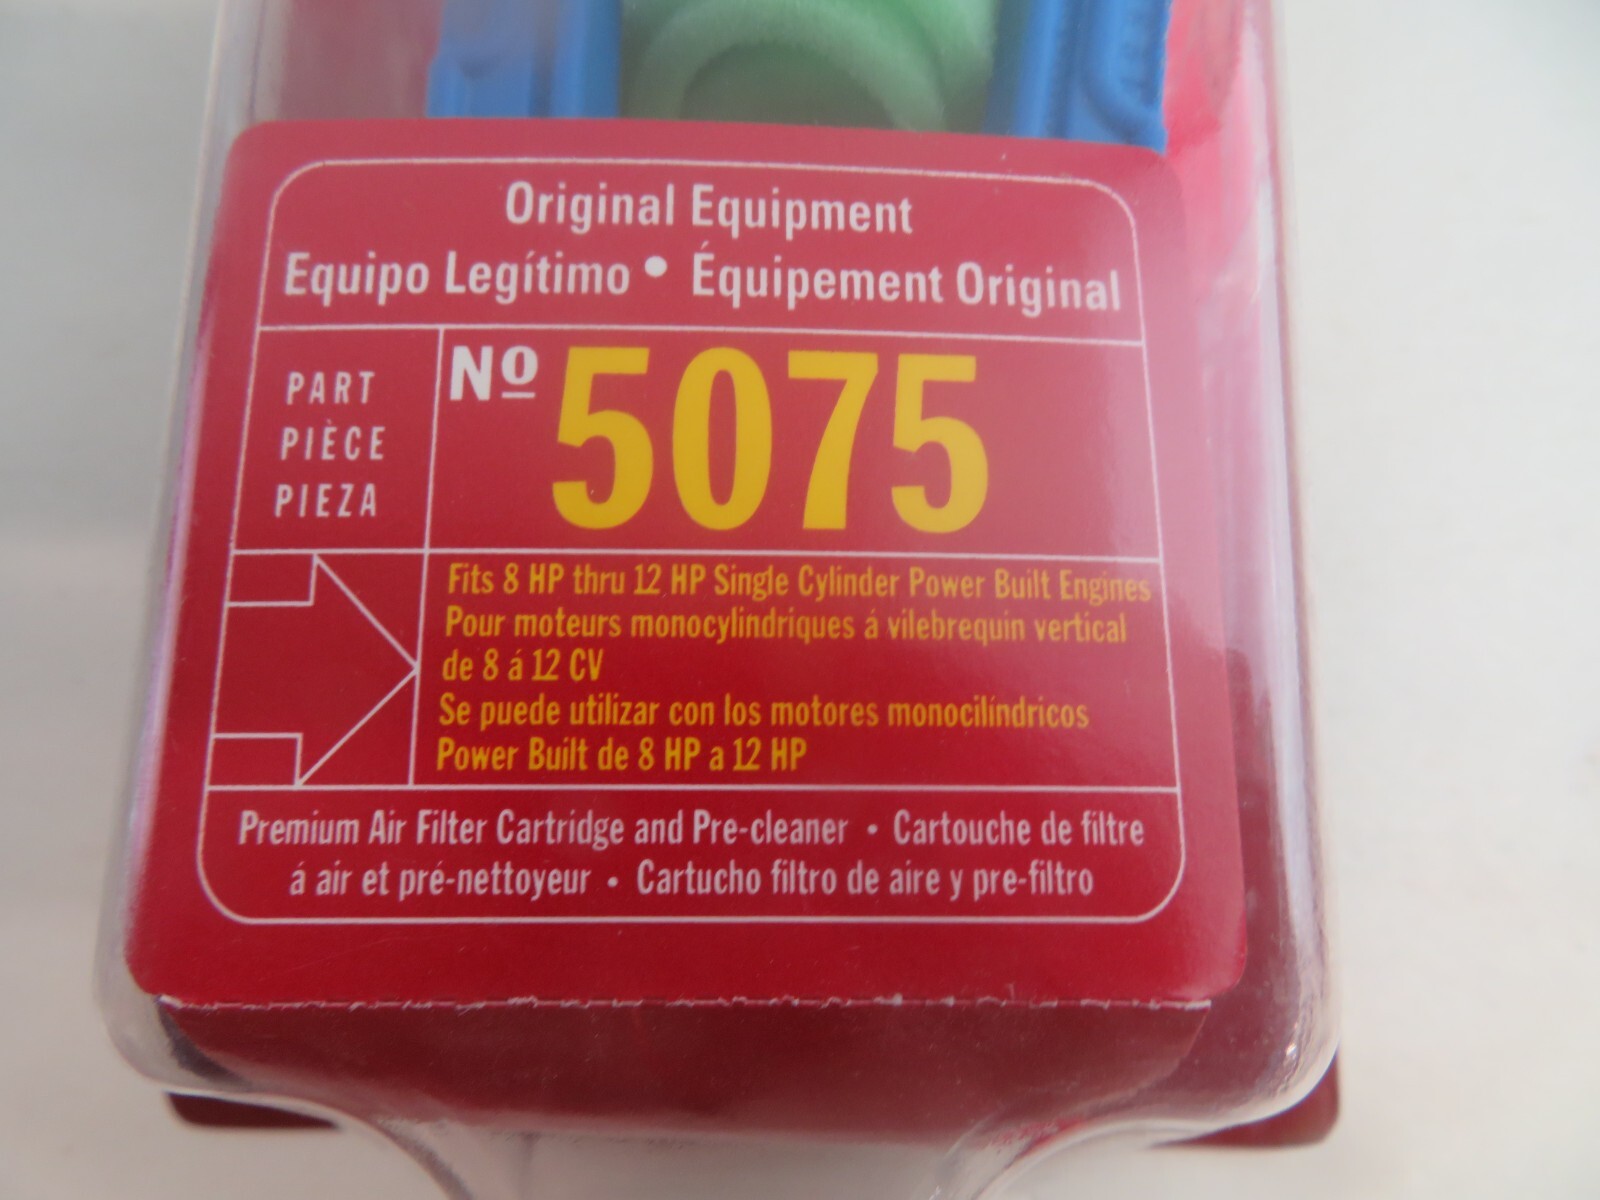 Original Equipment
Equipo Legítimo • Équipement Original
PART
PIÈCE
PIEZA
Nº 5075
Fits 8 HP thru 12 HP Single Cylinder Power Built Engines
Pour moteurs monocylindriques á vilebrequin vertical
de 8 á 12 CV
Se puede utilizar con los motores monocilíndricos
Power Built de 8 HP a 12 HP
Premium Air Filter Cartridge and Pre-cleaner • Cartouche de filtre
á air et pré-nettoyeur • Cartucho filtro de aire y pre-filtro